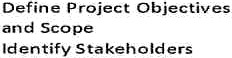 Define Project Objectives
and Scope
Identify Stakeholders